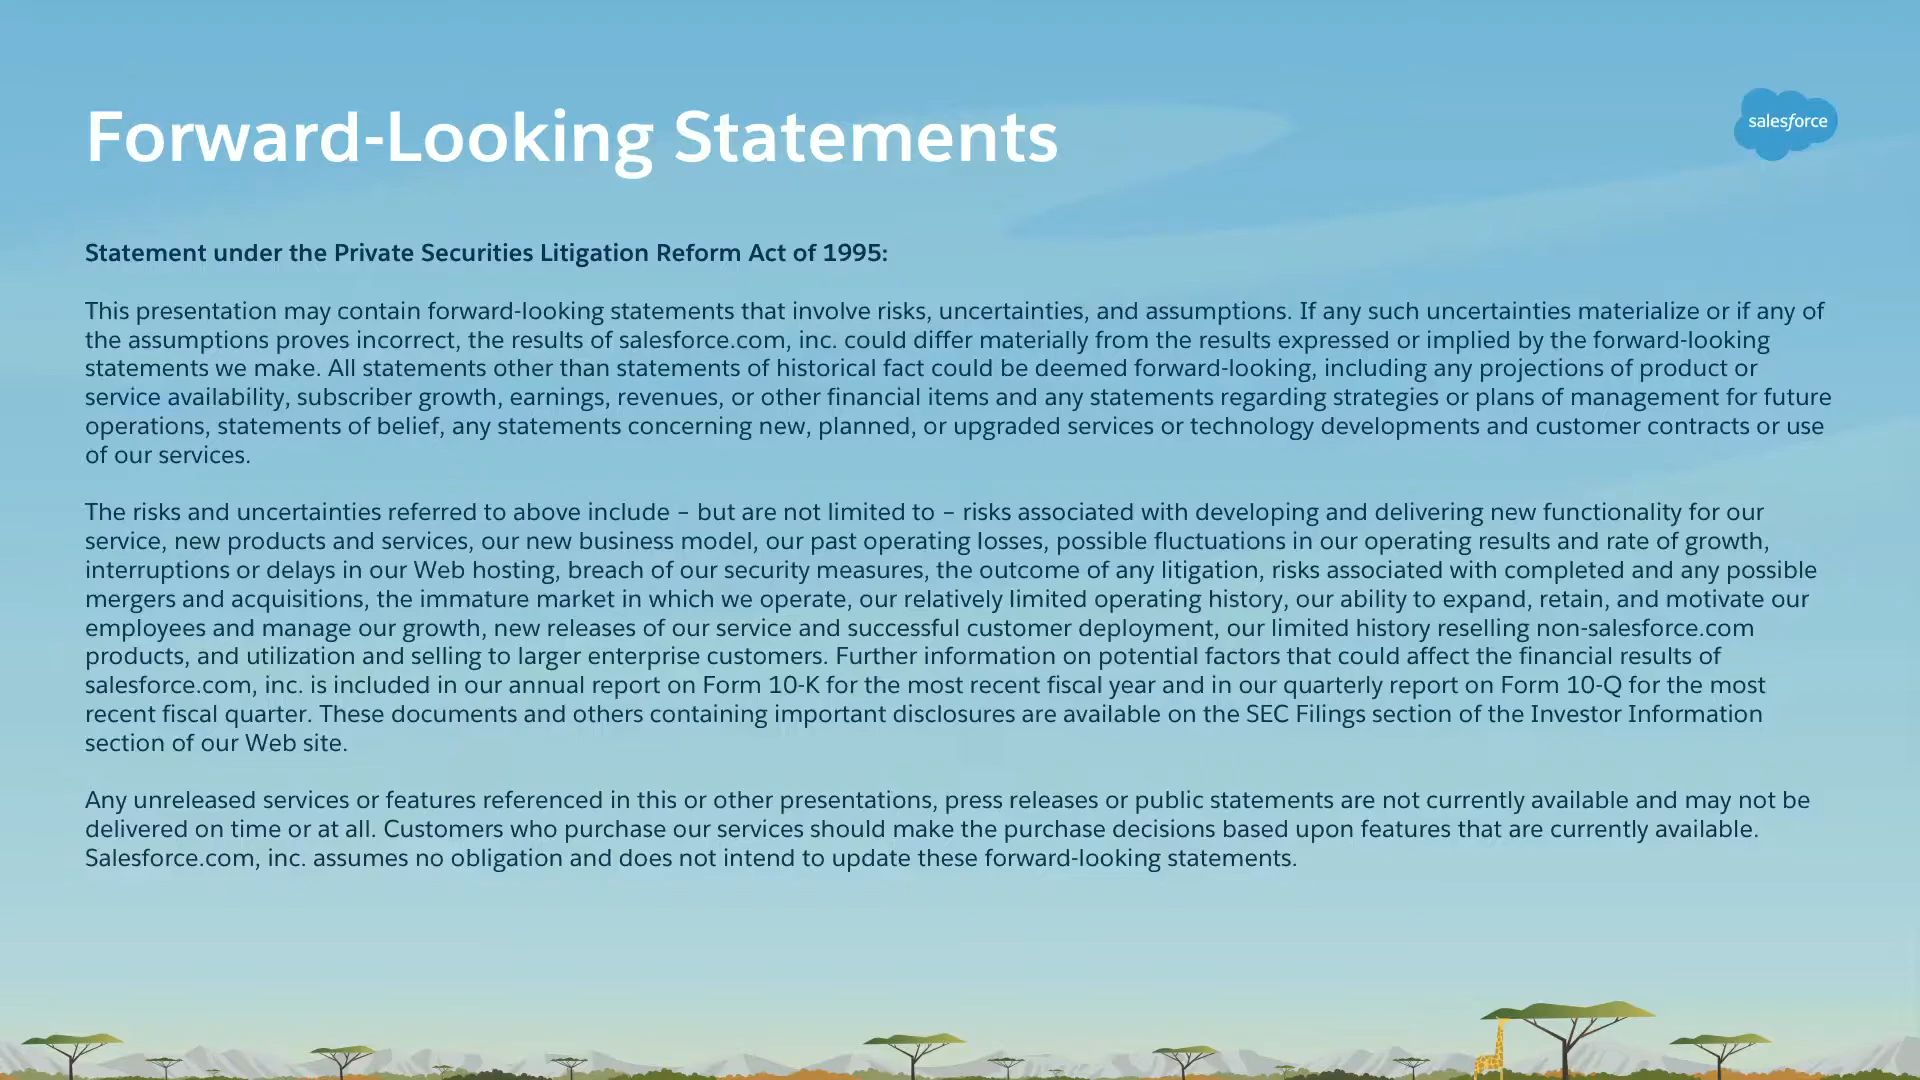 Forward-Looking Statements
salesforce
Statement under the Private Securities Litigation Reform Act of 1995:
This presentation may contain forward-looking statements that involve risks, uncertainties, and assumptions. If any such uncertainties materialize or if any of
the assumptions proves incorrect, the results of salesforce.com, inc. could differ materially from the results expressed or implied by the forward-looking
statements we make. All statements other than statements of historical fact could be deemed forward-looking, including any projections of product or
service availability, subscriber growth, earnings, revenues, or other financial items and any statements regarding strategies or plans of management for future
operations, statements of belief, any statements concerning new, planned, or upgraded services or technology developments and customer contracts or use
of our services.
The risks and uncertainties referred to above include – but are not limited to – risks associated with developing and delivering new functionality for our
service, new products and services, our new business model, our past operating losses, possible fluctuations in our operating results and rate of growth,
interruptions or delays in our Web hosting, breach of our security measures, the outcome of any litigation, risks associated with completed and any possible
mergers and acquisitions, the immature market in which we operate, our relatively limited operating history, our ability to expand, retain, and motivate our
employees and manage our growth, new releases of our service and successful customer deployment, our limited history reselling non-salesforce.com
products, and utilization and selling to larger enterprise customers. Further information on potential factors that could affect the financial results of
salesforce.com, inc. is included in our annual report on Form 10-K for the most recent fiscal year and in our quarterly report on Form 10-Q for the most
recent fiscal quarter. These documents and others containing important disclosures are available on the SEC Filings section of the Investor Information
section of our Web site.
Any unreleased services or features referenced in this or other presentations, press releases or public statements are not currently available and may not be
delivered on time or at all. Customers who purchase our services should make the purchase decisions based upon features that are currently available.
Salesforce.com, inc. assumes no obligation and does not intend to update these forward-looking statements.